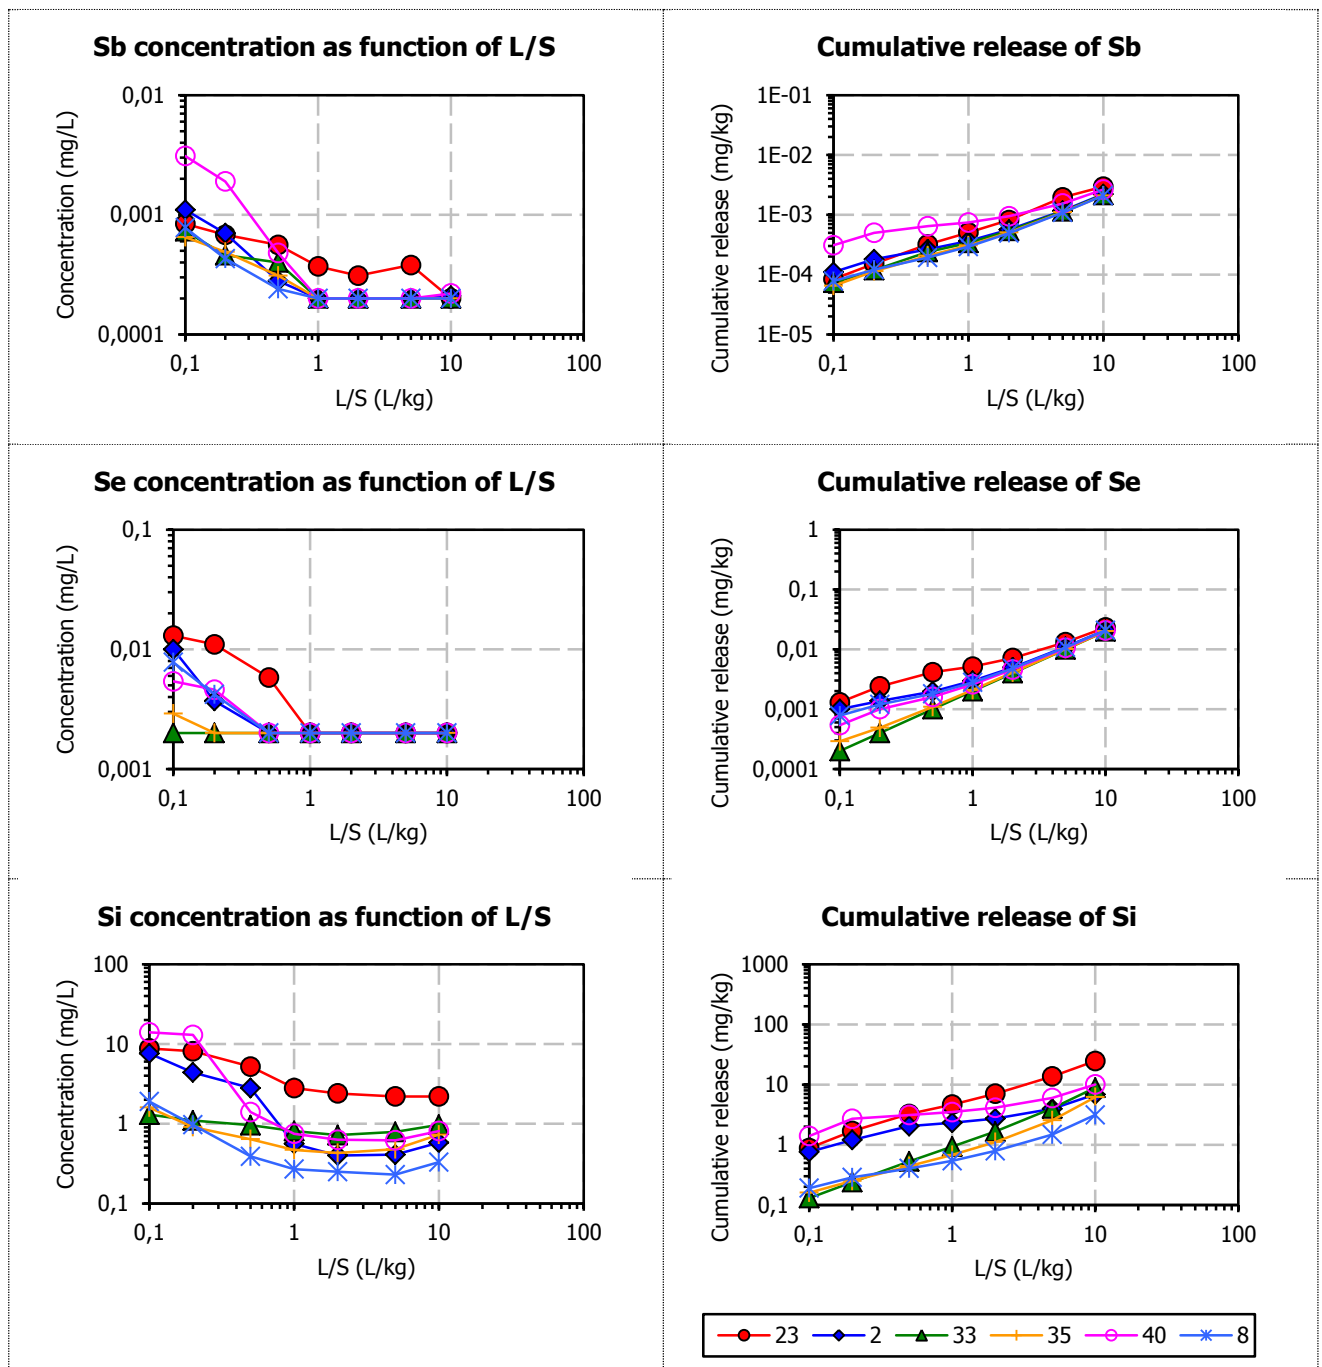 Sb concentration as function of L/S
Concentration (mg/L)
0,01
0,001
0,0001
0,1 1 10 100
L/S (L/kg)
Cumulative release of Sb
Cumulative release (mg/kg)
1E-01
1E-02
1E-03
1E-04
1E-05
0,1 1 10 100
L/S (L/kg)
Se concentration as function of L/S
Concentration (mg/L)
0,1
0,01
0,001
0,1 1 10 100
L/S (L/kg)
Cumulative release of Se
Cumulative release (mg/kg)
1
0,1
0,01
0,001
0,0001
0,1 1 10 100
L/S (L/kg)
Si concentration as function of L/S
Concentration (mg/L)
100
10
1
0,1
0,1 1 10 100
L/S (L/kg)
Cumulative release of Si
Cumulative release (mg/kg)
1000
100
10
1
0,1
0,1 1 10 100
L/S (L/kg)
23 2 33 35 40 8